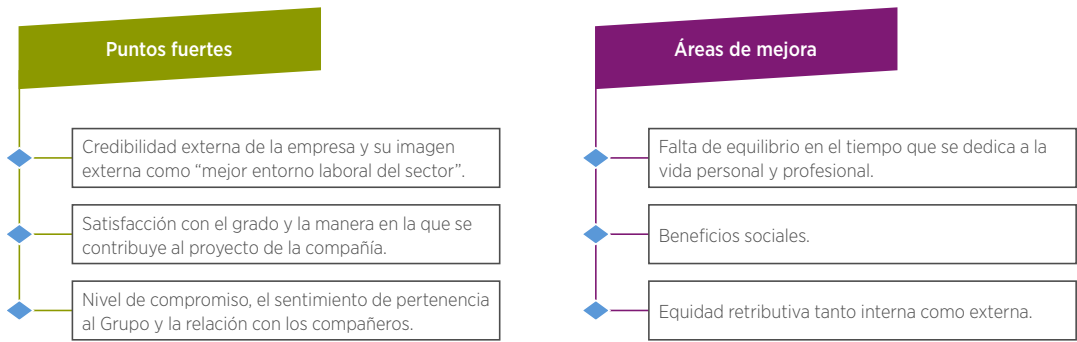 Puntos fuertes
Credibilidad externa de la empresa y su imagen
externa como “mejor entorno laboral del sector”.
Satisfacción con el grado y la manera en la que se
contribuye al proyecto de la compañía.
Nivel de compromiso, el sentimiento de pertenencia
al Grupo y la relación con los compañeros.
Áreas de mejora
Falta de equilibrio en el tiempo que se dedica a la
vida personal y profesional.
Beneficios sociales.
Equidad retributiva tanto interna como externa.